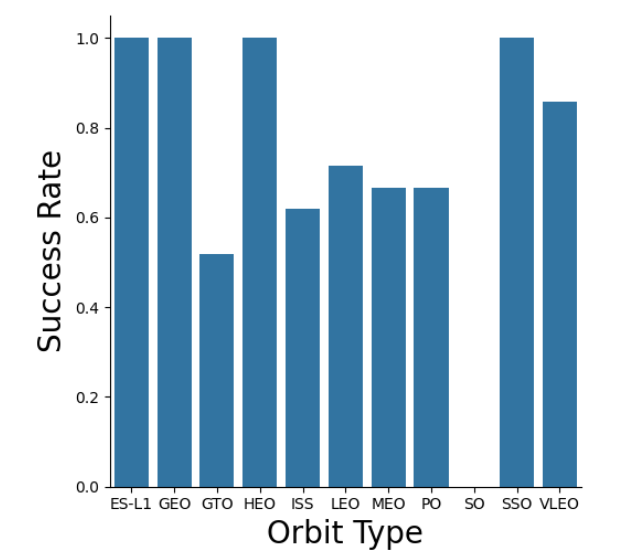 Success Rate
1.0
0.8
0.6
0.4
0.2
0.0
ES-L1 GEO GTO HEO ISS LEO MEO PO SO SSO VLEO
Orbit Type